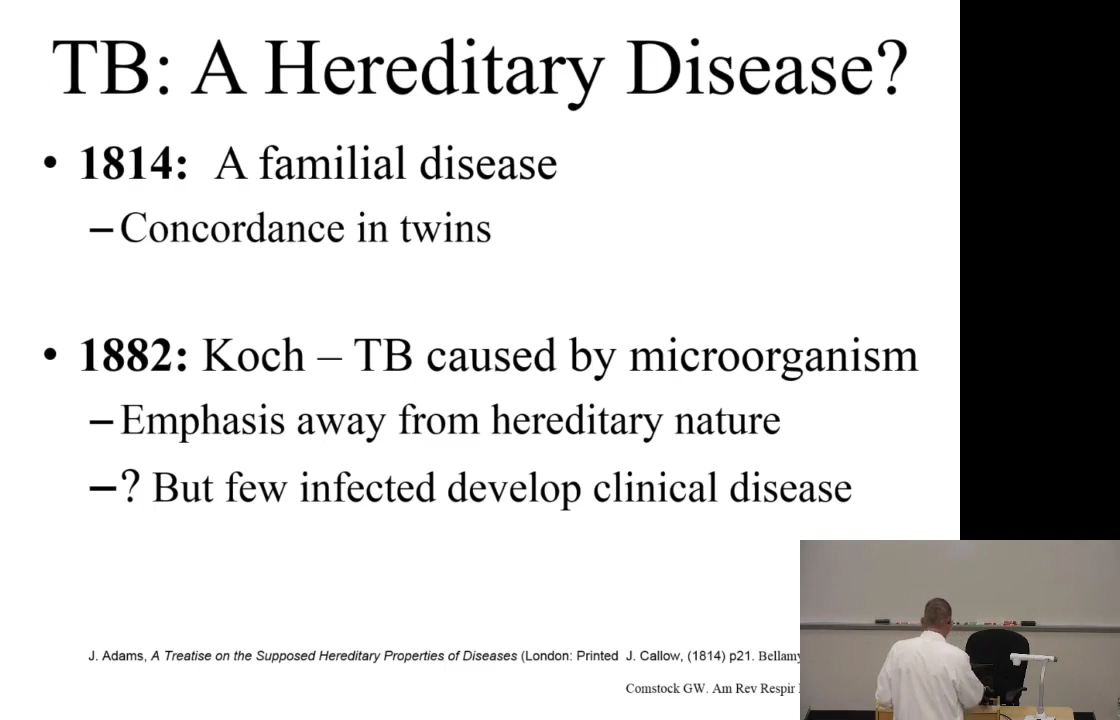 TB: A Hereditary Disease?
• 1814: A familial disease
– Concordance in twins
• 1882: Koch – TB caused by microorganism
– Emphasis away from hereditary nature
– ? But few infected develop clinical disease
J. Adams, A Treatise on the Supposed Hereditary Properties of Diseases (London: Printed J. Callow, (1814) p21. Bellamy
Comstock GW. Am Rev Respir